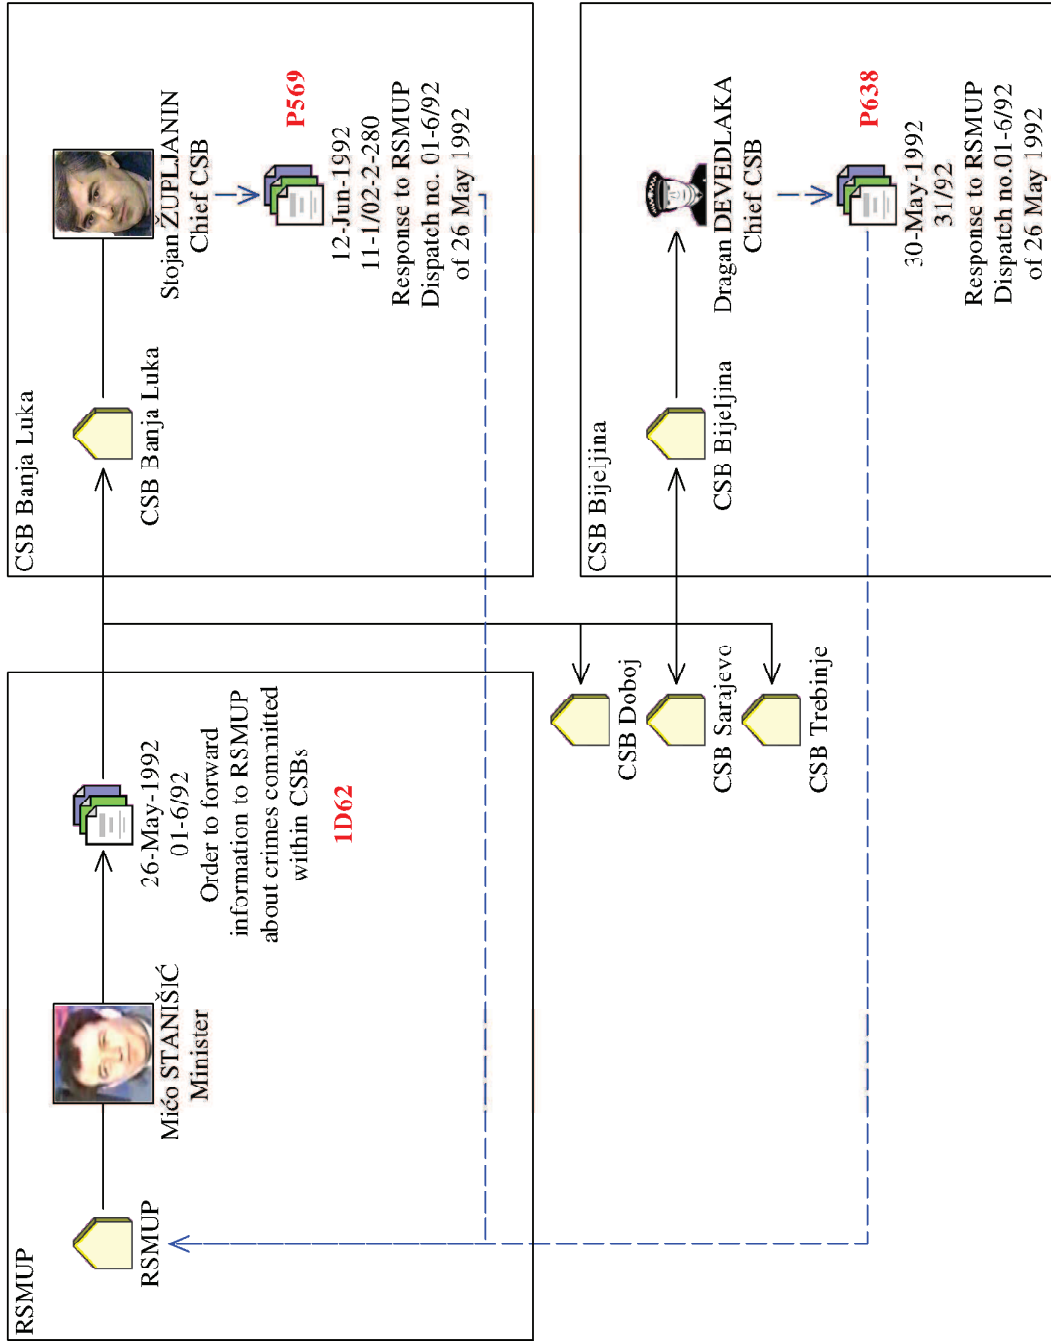 RSMUP
RSMUP
Mićo STANIŠIĆ
Minister
26-May-1992
01-6/92
Order to forward
information to RSMUP
about crimes committed
within CSBs
1D62
CSB Banja Luka
CSB Banja Luka
Stojan ŽUPLJANIN
Chief CSB
P569
12-Jun-1992
11-1/02-2-280
Response to RSMUP
Dispatch no. 01-6/92
of 26 May 1992
CSB Doboj
CSB Sarajevo
CSB Trebinje
CSB Bijeljina
CSB Bijeljina
Dragan DEVEDLAKA
Chief CSB
P638
30-May-1992
31/92
Response to RSMUP
Dispatch no.01-6/92
of 26 May 1992